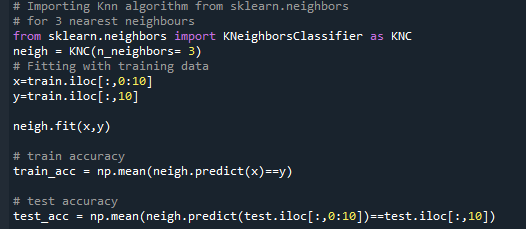 # Importing Knn algorithm from sklearn.neighbors
# for 3 nearest neighbours
from sklearn.neighbors import KNeighborsClassifier as KNC
neigh = KNC(n_neighbors= 3)
# Fitting with training data
x=train.iloc[:,0:10]
y=train.iloc[:,10]
neigh.fit(x,y)
# train accuracy
train_acc = np.mean(neigh.predict(x)==y)
# test accuracy
test_acc = np.mean(neigh.predict(test.iloc[:,0:10])==test.iloc[:,10])